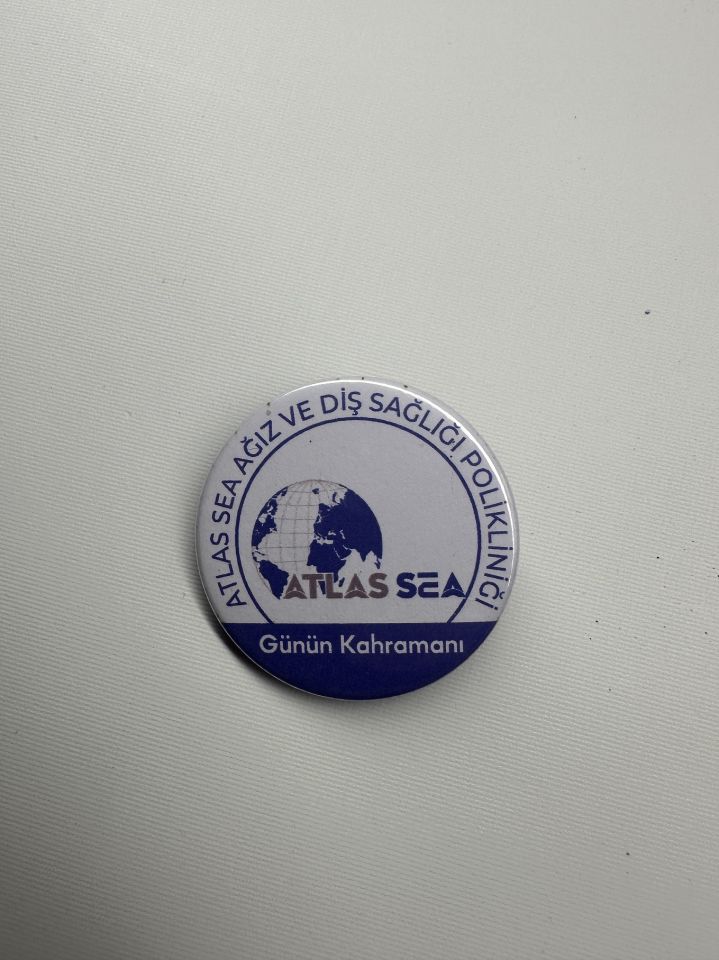 ATLAS SEA AĞIZ VE DİŞ SAĞLIĞI POLİKLİNİĞİ
ATLAS SEA
Günün Kahramanı